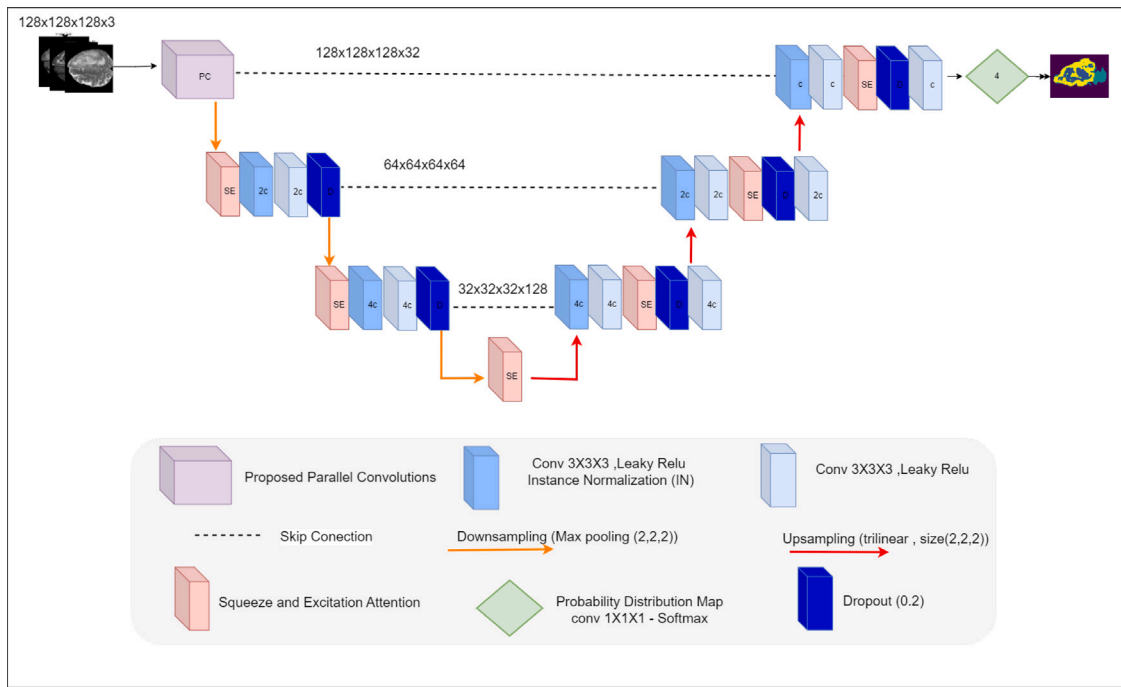 128x128x128x3
PC
128x128x128x32
c
c
SE
D
c
4
SE
2c
2c
D
64x64x64x64
2c
2c
SE
D
2c
SE
4c
4c
D
32x32x32x128
4c
4c
SE
D
4c
SE
Proposed Parallel Convolutions
Conv 3X3X3 ,Leaky Relu
Instance Normalization (IN)
Conv 3X3X3 ,Leaky Relu
Skip Conection
Downsampling (Max pooling (2,2,2))
Upsampling (trilinear , size(2,2,2))
Squeeze and Excitation Attention
Probability Distribution Map
conv 1X1X1 - Softmax
Dropout (0.2)